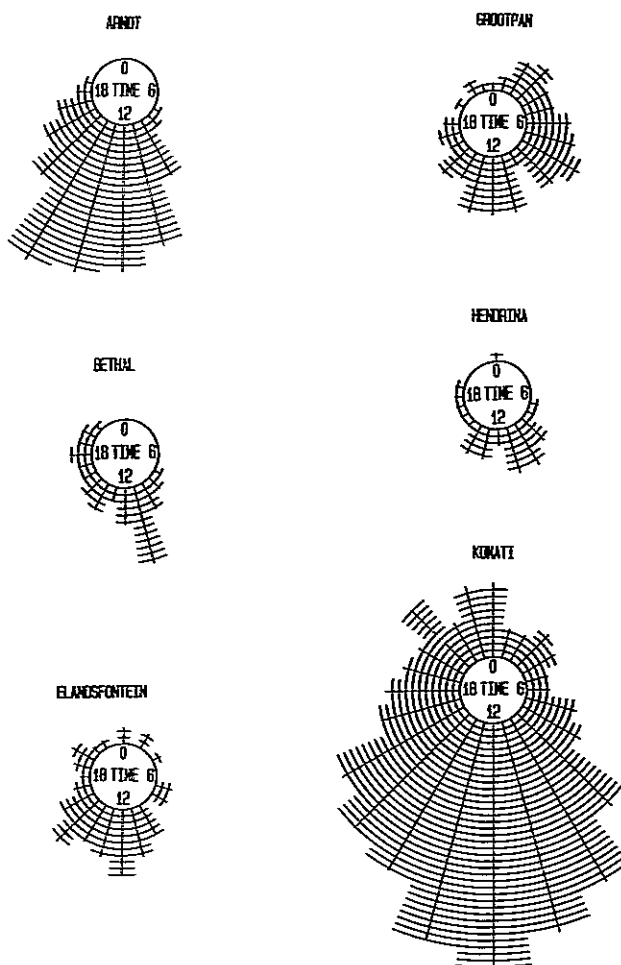 ARNOT
0
18 TIME 6
12
GROOTPAN
0
18 TIME 6
12
BETHAL
0
18 TIME 6
12
HENDRINA
0
18 TIME 6
12
ELANDSFONTEIN
0
18 TIME 6
12
KOMATI
0
18 TIME 6
12